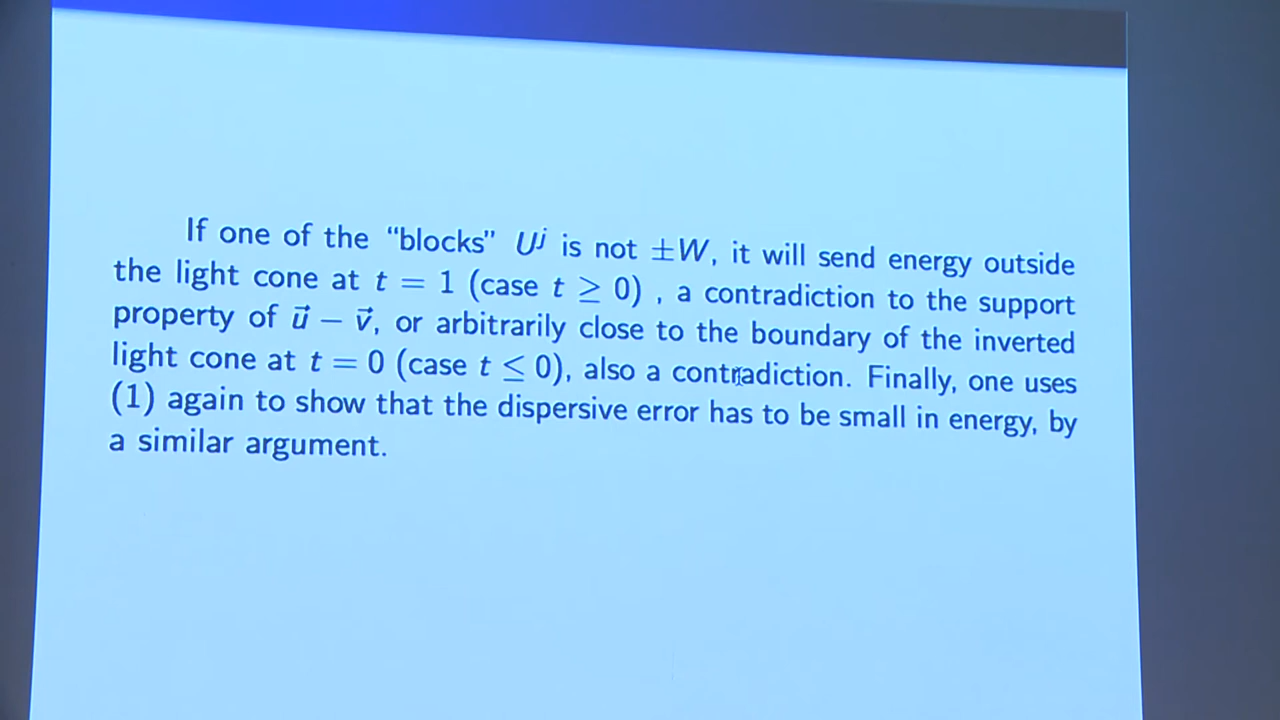 If one of the “blocks” Uʲ is not ±W, it will send energy outside
the light cone at t = 1 (case t ≥ 0) , a contradiction to the support
property of u⃗ − v⃗, or arbitrarily close to the boundary of the inverted
light cone at t = 0 (case t ≤ 0), also a contradiction. Finally, one uses
(1) again to show that the dispersive error has to be small in energy, by
a similar argument.